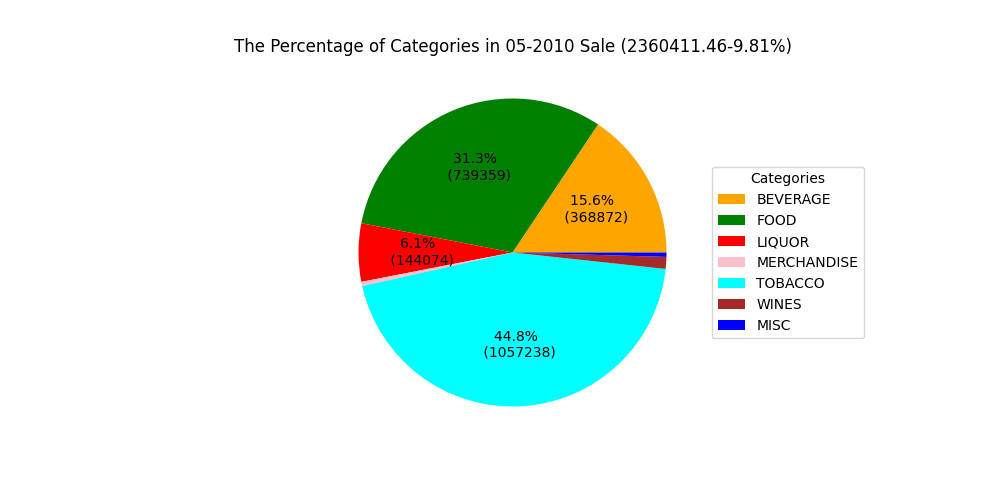 The Percentage of Categories in 05-2010 Sale (2360411.46-9.81%)
31.3%
(739359)
15.6%
(368872)
6.1%
(144074)
44.8%
(1057238)
Categories
BEVERAGE
FOOD
LIQUOR
MERCHANDISE
TOBACCO
WINES
MISC